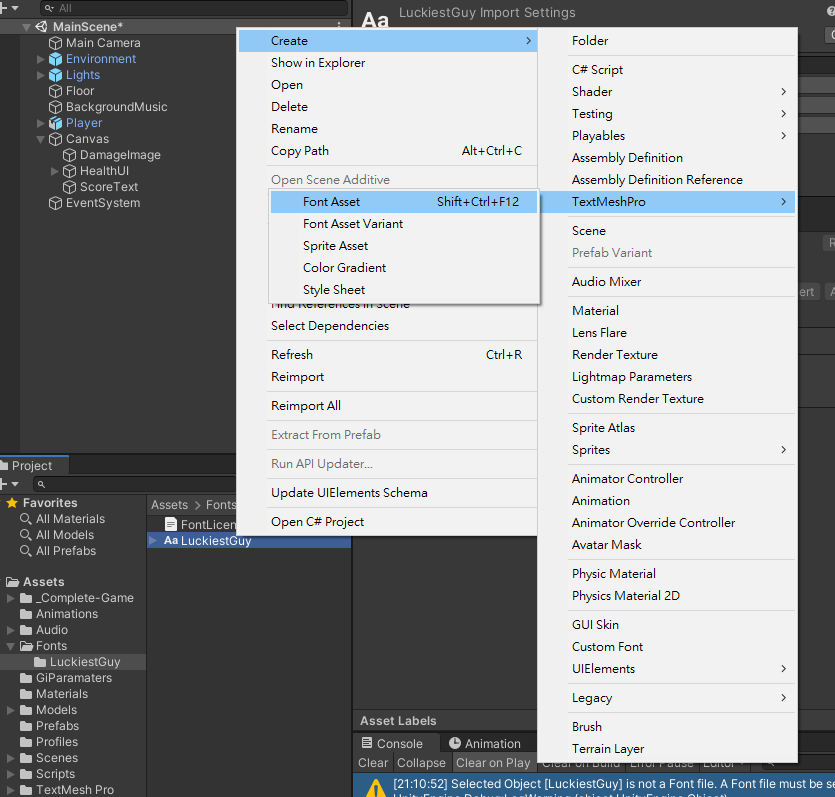 All
MainScene*
Main Camera
Environment
Lights
Floor
BackgroundMusic
Player
Canvas
DamageImage
HealthUI
ScoreText
EventSystem
Aa
LuckiestGuy Import Settings
Create
Show in Explorer
Open
Delete
Rename
Copy Path Alt+Ctrl+C
Open Scene Additive
Font Asset Shift+Ctrl+F12
Font Asset Variant
Sprite Asset
Color Gradient
Style Sheet
Find References In Scene
Select Dependencies
Refresh Ctrl+R
Reimport
Reimport All
Extract From Prefab
Run API Updater...
Update UIElements Schema
Open C# Project
Folder
C# Script
Shader
Testing
Playables
Assembly Definition
Assembly Definition Reference
TextMeshPro
Scene
Prefab Variant
Audio Mixer
Material
Lens Flare
Render Texture
Lightmap Parameters
Custom Render Texture
Sprite Atlas
Sprites
Animator Controller
Animation
Animator Override Controller
Avatar Mask
Physic Material
Physics Material 2D
GUI Skin
Custom Font
UIElements
Legacy
Brush
Terrain Layer
Project
Favorites
All Materials
All Models
All Prefabs
Assets
_Complete-Game
Animations
Audio
Fonts
LuckiestGuy
GiParamaters
Materials
Models
Prefabs
Profiles
Scenes
Scripts
TextMesh Pro
Assets > Fonts
FontLicen
Aa LuckiestGuy
Asset Labels
Console Animation
Clear Collapse Clear on Play Clear on Build Error Pause Editor
[21:10:52] Selected Object [LuckiestGuy] is not a Font file. A Font file must be se
UnityEngine.Debug:LogWarning (object,UnityEngine.Object)